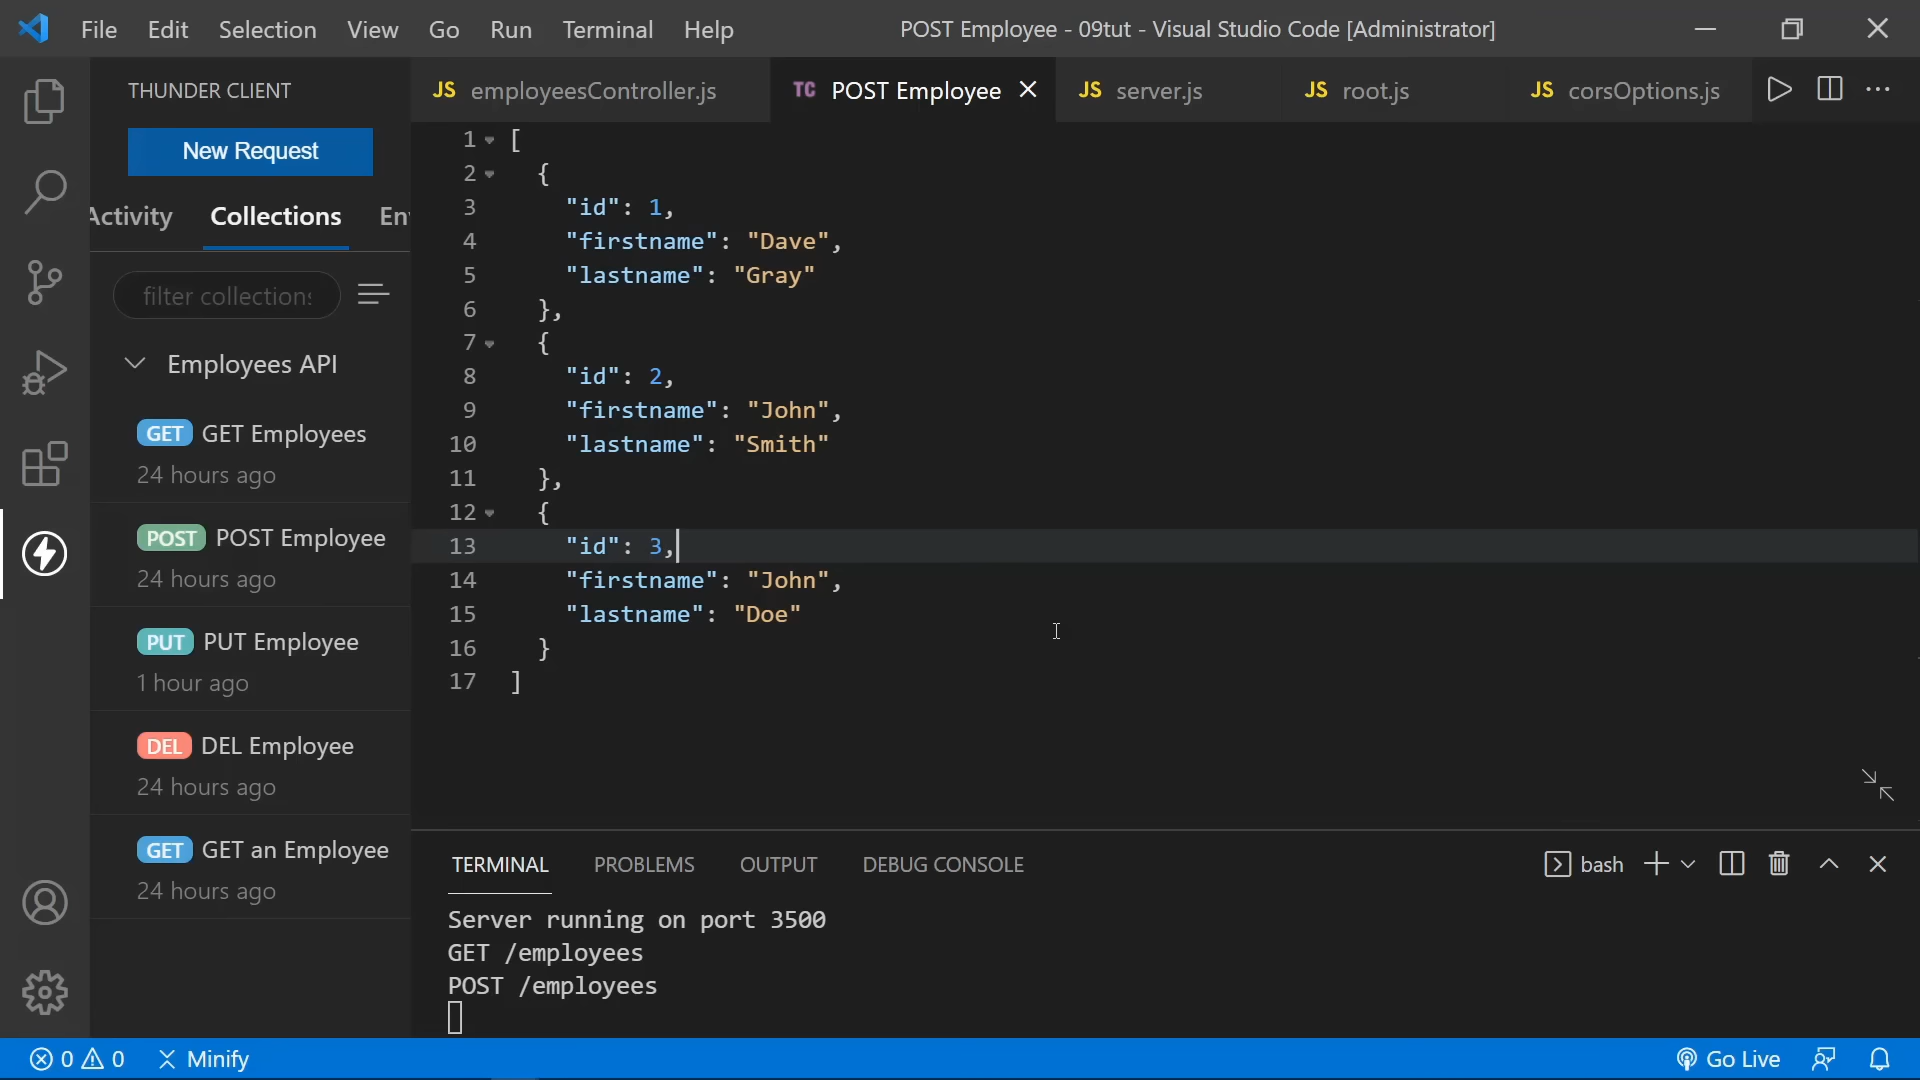 File Edit Selection View Go Run Terminal Help POST Employee - 09tut - Visual Studio Code [Administrator]
THUNDER CLIENT
New Request
Activity Collections En
filter collections
Employees API
GET GET Employees
24 hours ago
POST POST Employee
24 hours ago
PUT PUT Employee
1 hour ago
DEL DEL Employee
24 hours ago
GET GET an Employee
24 hours ago
JS employeesController.js TC POST Employee JS server.js JS root.js JS corsOptions.js
1 [
2 {
3 "id": 1,
4 "firstname": "Dave",
5 "lastname": "Gray"
6 },
7 {
8 "id": 2,
9 "firstname": "John",
10 "lastname": "Smith"
11 },
12 {
13 "id": 3,
14 "firstname": "John",
15 "lastname": "Doe"
16 }
17 ]
TERMINAL PROBLEMS OUTPUT DEBUG CONSOLE bash
Server running on port 3500
GET /employees
POST /employees
0 0 Minify Go Live